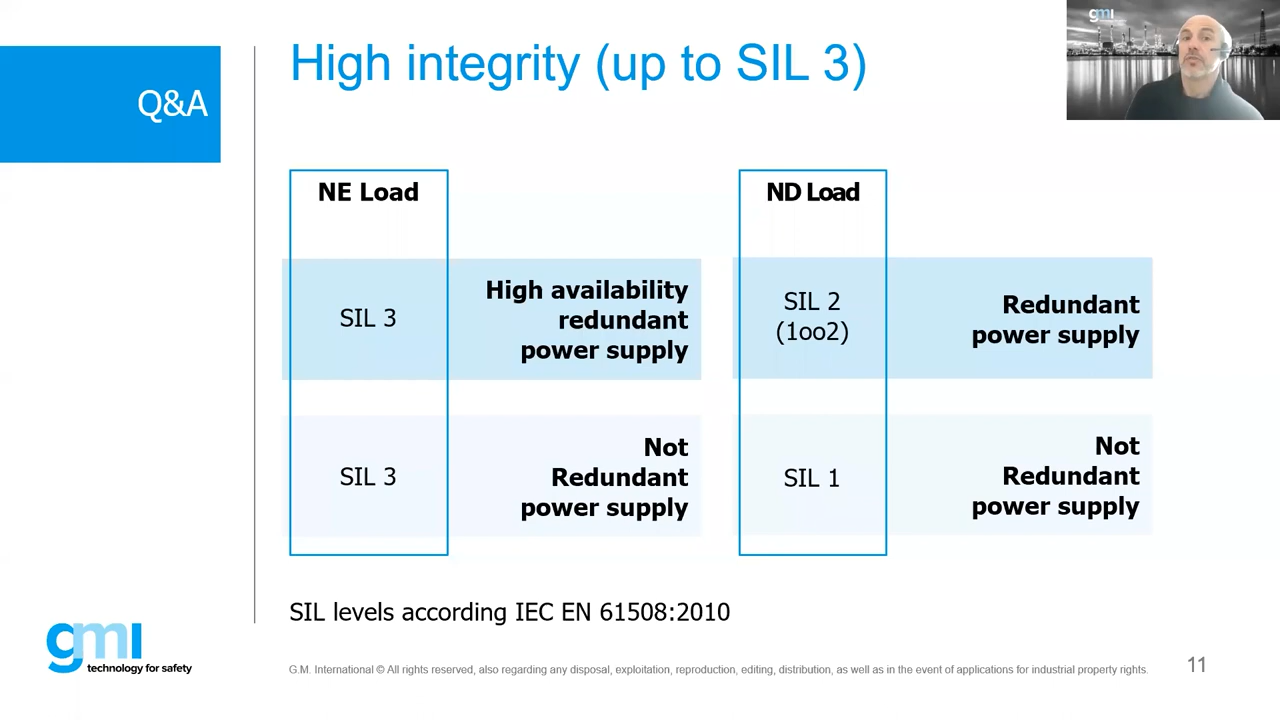 gmi
High integrity (up to SIL 3)
Q&A
NE Load
SIL 3
High availability
redundant
power supply
SIL 3
Not
Redundant
power supply
ND Load
SIL 2
(1oo2)
Redundant
power supply
SIL 1
Not
Redundant
power supply
SIL levels according IEC EN 61508:2010
gmi
technology for safety
G.M. International © All rights reserved, also regarding any disposal, exploitation, reproduction, editing, distribution, as well as in the event of applications for industrial property rights.
11